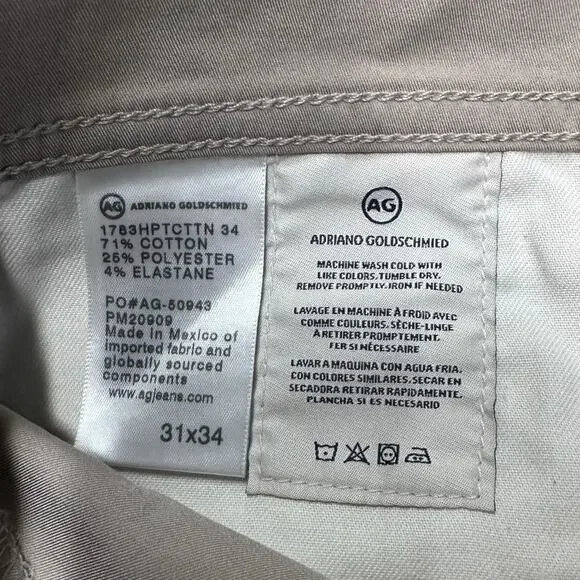 AG ADRIANO GOLDSCHMIED
1783HPTCTTN 34
71% COTTON
25% POLYESTER
4% ELASTANE
PO#AG-50943
PM20909
Made in Mexico of
imported fabric and
globally sourced
components
www.agjeans.com
31x34
AG
ADRIANO GOLDSCHMIED
MACHINE WASH COLD WITH
LIKE COLORS. TUMBLE DRY.
REMOVE PROMPTLY. IRON IF NEEDED
LAVAGE EN MACHINE À FROID AVEC
COMME COULEURS. SÈCHE-LINGE
À RETIRER PROMPTEMENT.
FER SI NÉCESSAIRE
LAVAR A MAQUINA CON AGUA FRIA.
CON COLORES SIMILARES. SECAR EN
SECADORA RETIRAR RAPIDAMENTE.
PLANCHA SI ES NECESARIO